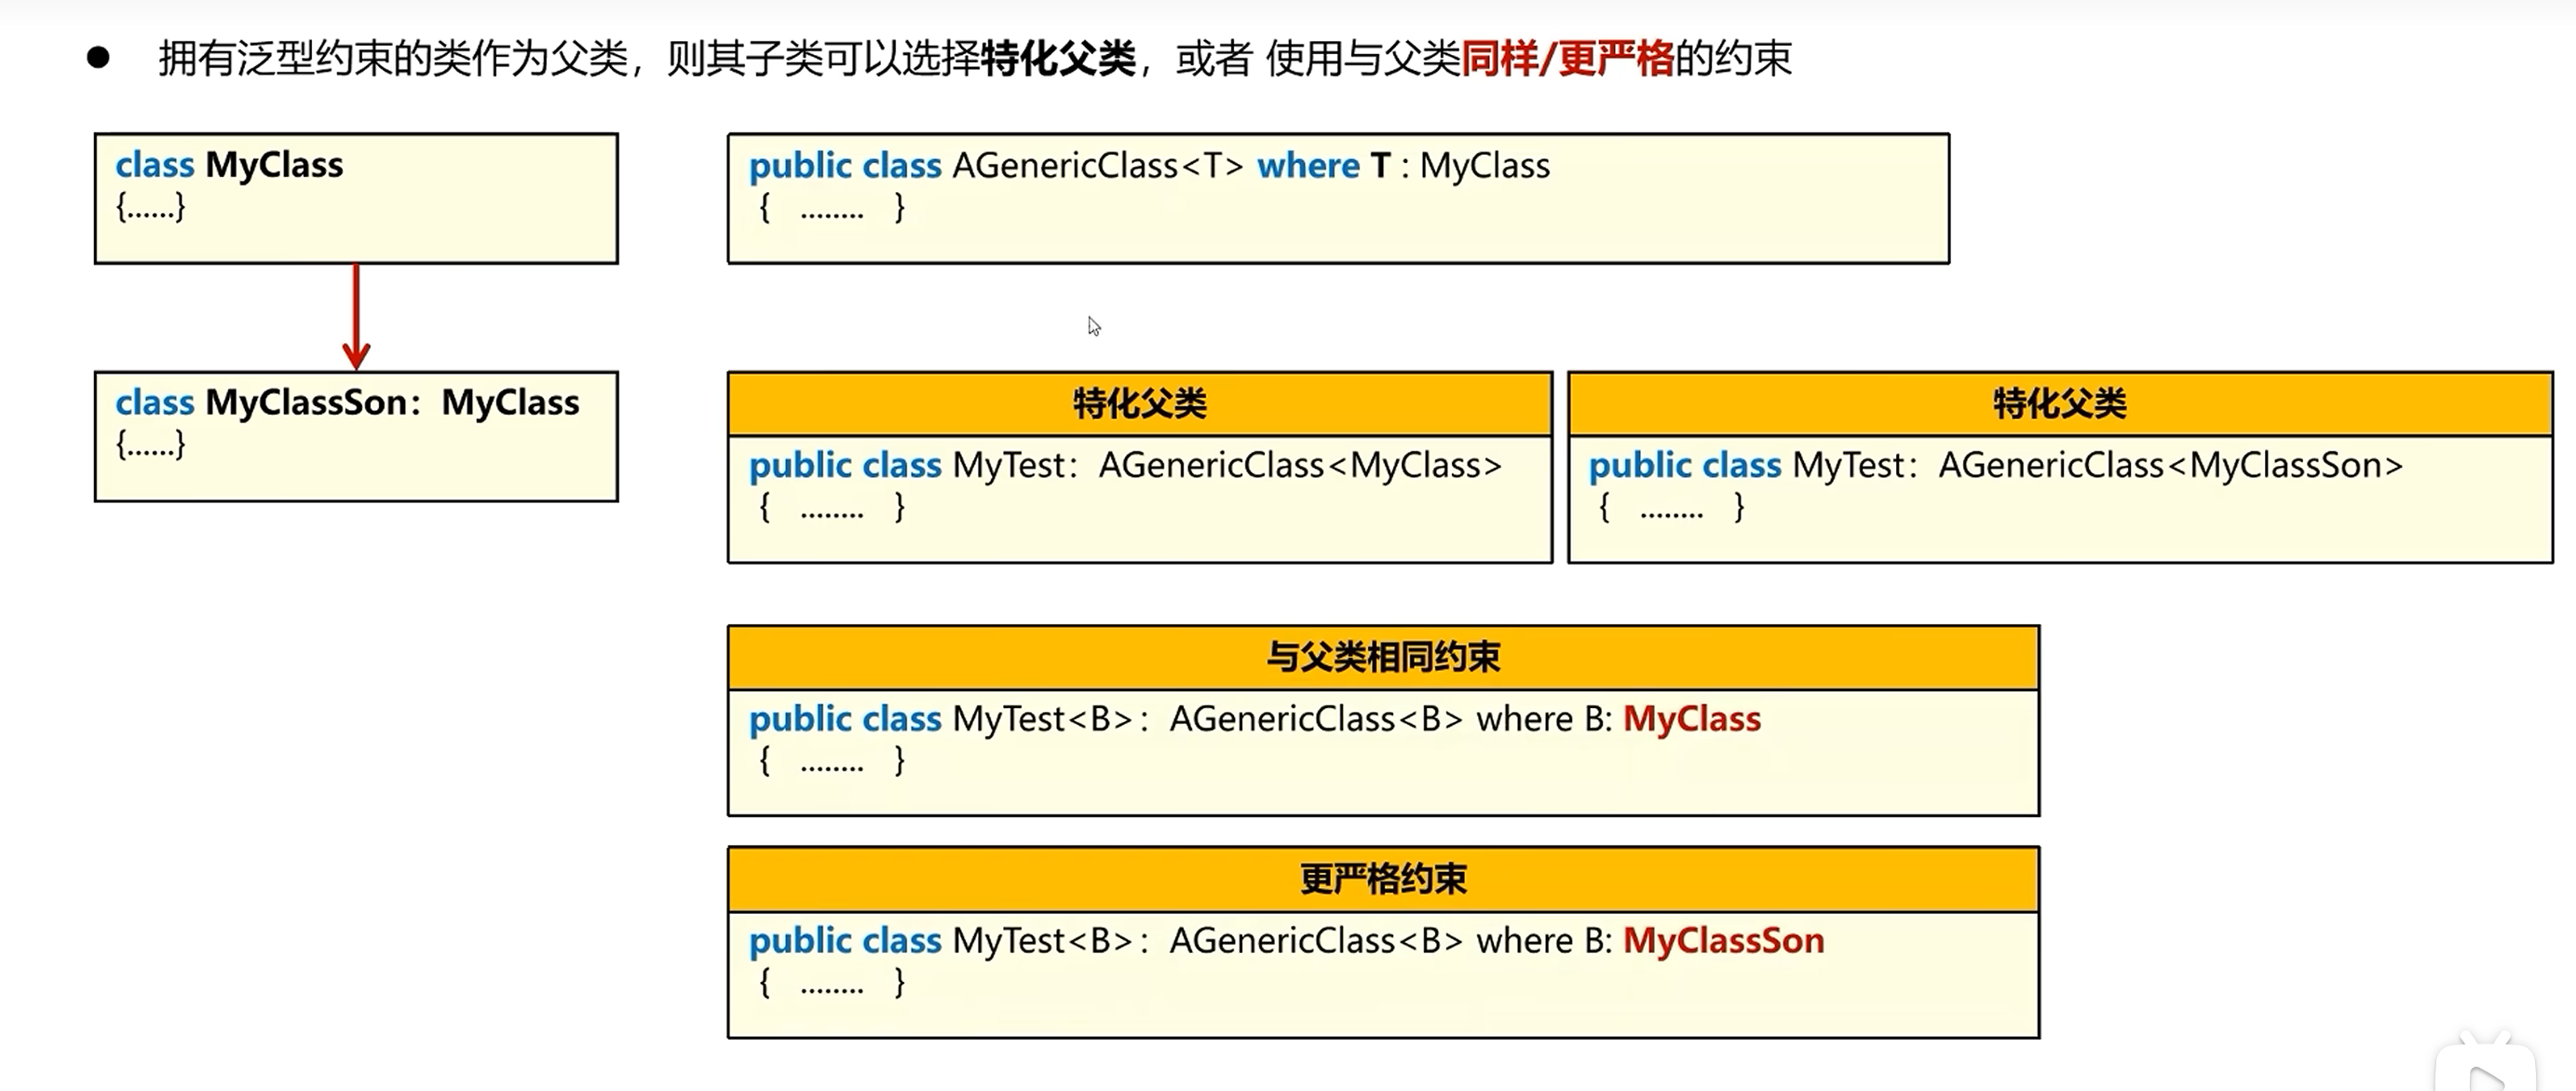 ● 拥有泛型约束的类作为父类，则其子类可以选择特化父类，或者 使用与父类同样/更严格的约束
class MyClass
{......}
public class AGenericClass<T> where T : MyClass
{ ........ }
class MyClassSon：MyClass
{......}
特化父类
public class MyTest：AGenericClass<MyClass>
{ ........ }
特化父类
public class MyTest：AGenericClass<MyClassSon>
{ ........ }
与父类相同约束
public class MyTest<B>：AGenericClass<B> where B: MyClass
{ ........ }
更严格约束
public class MyTest<B>：AGenericClass<B> where B: MyClassSon
{ ........ }